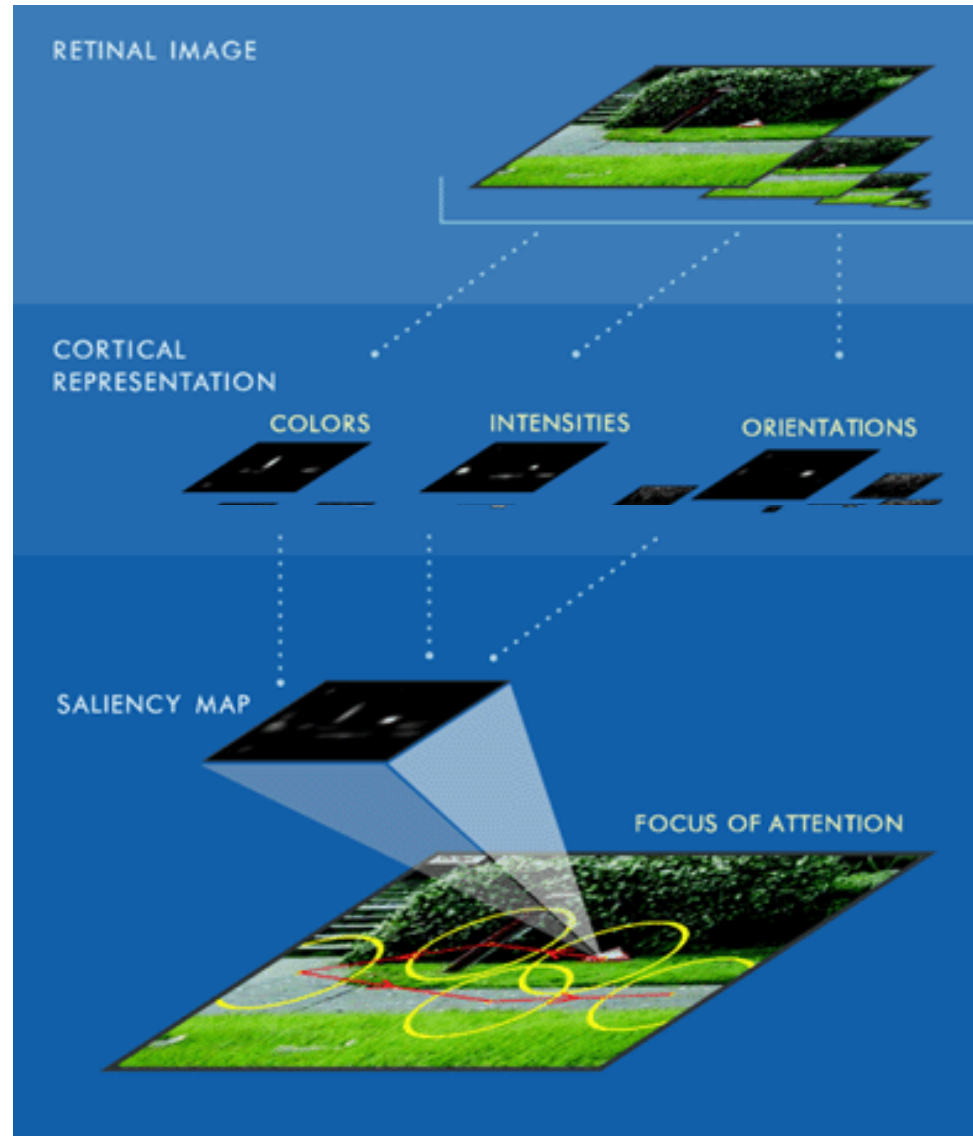 RETINAL IMAGE
CORTICAL
REPRESENTATION
COLORS
INTENSITIES
ORIENTATIONS
SALIENCY MAP
FOCUS OF ATTENTION